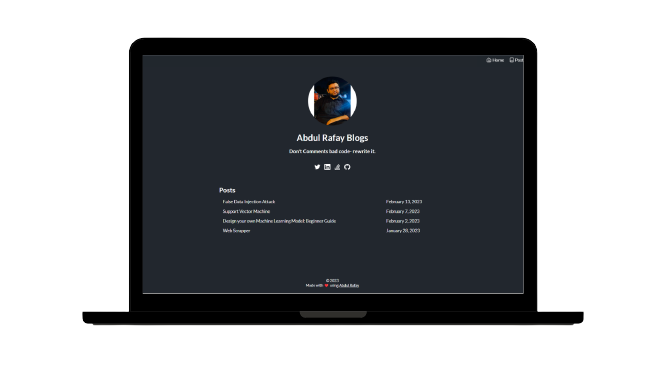 Home Post
Abdul Rafay Blogs
Don't Comments bad code- rewrite it.
Posts
False Data Injection Attack February 13, 2023
Support Vector Machine February 7, 2023
Design your own Machine Learning Model: Beginner Guide February 2, 2023
Web Scrapper January 28, 2023
© 2023
Made with ❤ using Abdul Rafay